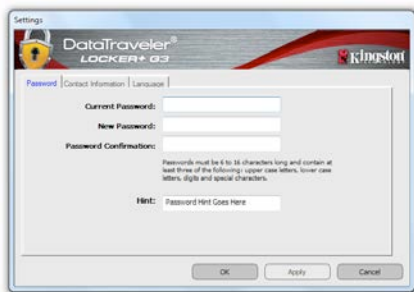 Settings
DataTraveler®
LOCKER+ G3
Kingston
Password Contact Information Language
Current Password:
New Password:
Password Confirmation:
Passwords must be 6 to 16 characters long and contain at
least three of the following: upper case letters, lower case
letters, digits and special characters.
Hint: Password Hint Goes Here
OK Apply Cancel